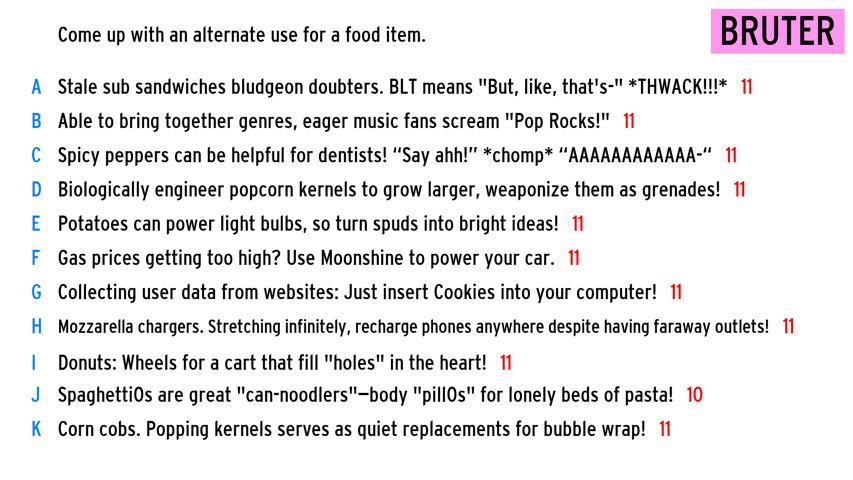 Come up with an alternate use for a food item.
BRUTER
A Stale sub sandwiches bludgeon doubters. BLT means "But, like, that's-" *THWACK!!!* 11
B Able to bring together genres, eager music fans scream "Pop Rocks!" 11
C Spicy peppers can be helpful for dentists! “Say ahh!” *chomp* “AAAAAAAAAAAA-“ 11
D Biologically engineer popcorn kernels to grow larger, weaponize them as grenades! 11
E Potatoes can power light bulbs, so turn spuds into bright ideas! 11
F Gas prices getting too high? Use Moonshine to power your car. 11
G Collecting user data from websites: Just insert Cookies into your computer! 11
H Mozzarella chargers. Stretching infinitely, recharge phones anywhere despite having faraway outlets! 11
I Donuts: Wheels for a cart that fill "holes" in the heart! 11
J SpaghettiOs are great "can-noodlers"—body "pillOs" for lonely beds of pasta! 10
K Corn cobs. Popping kernels serves as quiet replacements for bubble wrap! 11